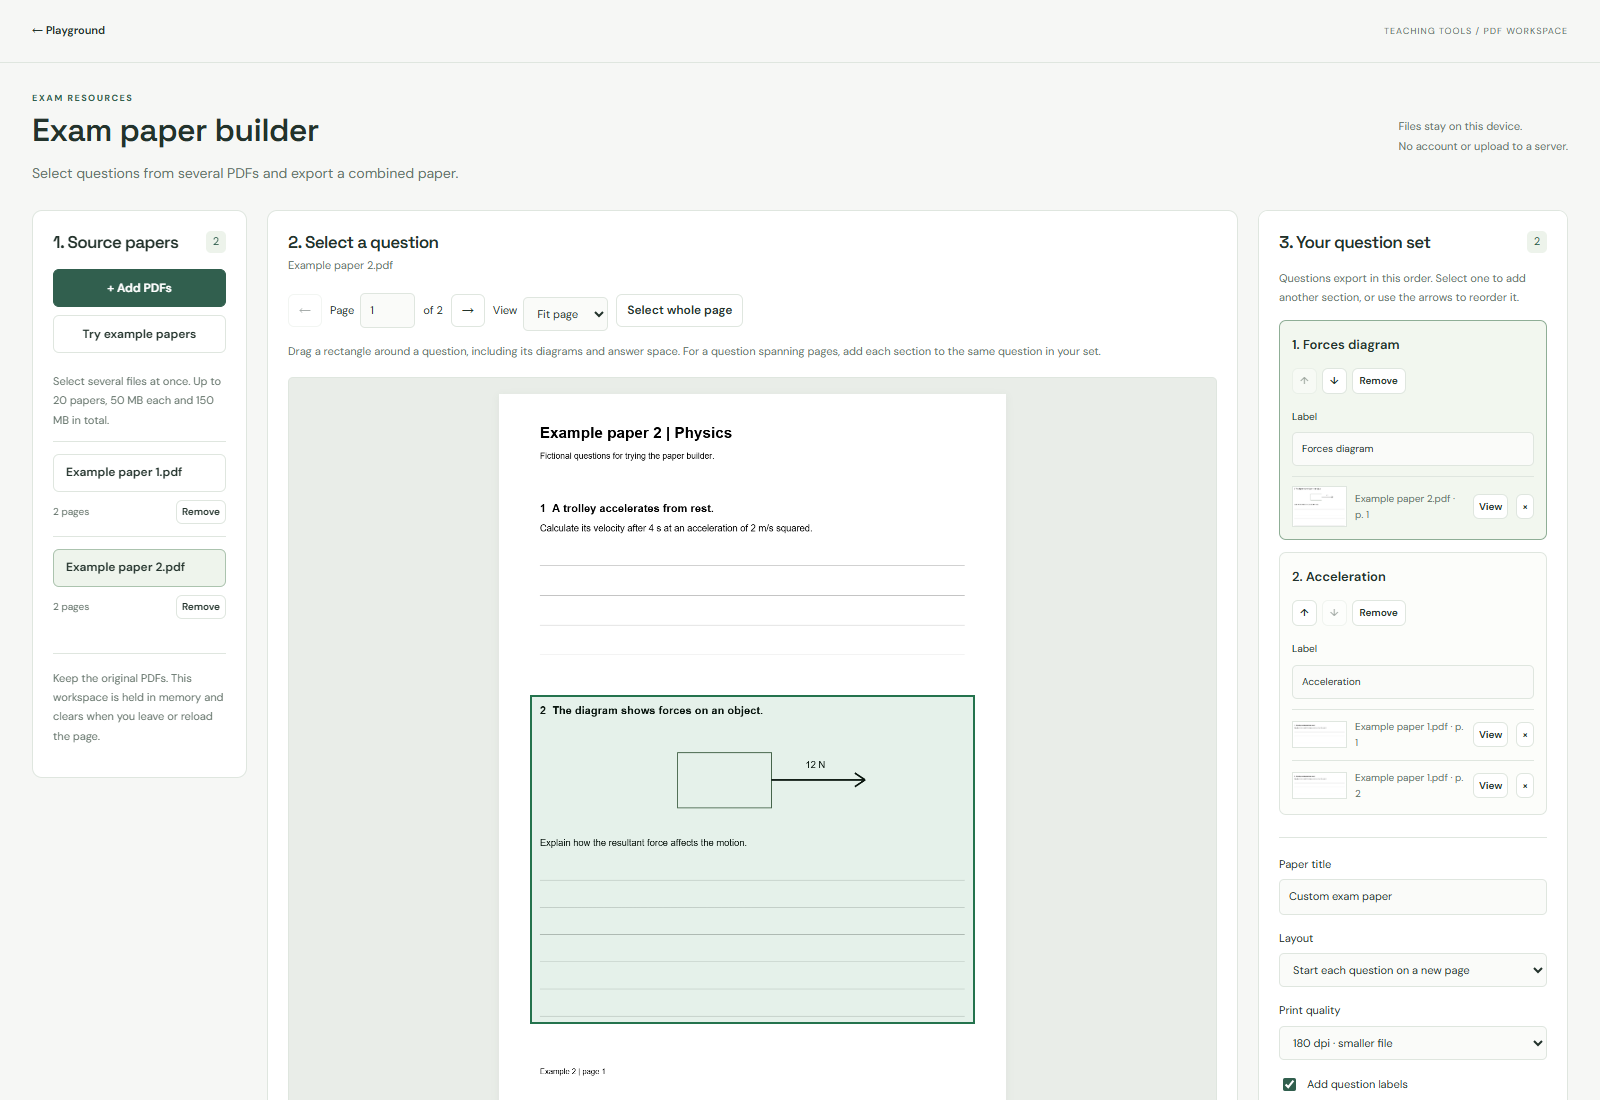 ← Playground
TEACHING TOOLS / PDF WORKSPACE
EXAM RESOURCES
Exam paper builder
Select questions from several PDFs and export a combined paper.
Files stay on this device.
No account or upload to a server.
1. Source papers
2
+ Add PDFs
Try example papers
Select several files at once. Up to
20 papers, 50 MB each and 150
MB in total.
Example paper 1.pdf
2 pages
Remove
Example paper 2.pdf
2 pages
Remove
Keep the original PDFs. This
workspace is held in memory and
clears when you leave or reload
the page.
2. Select a question
Example paper 2.pdf
← Page 1 of 2 → View Fit page Select whole page
Drag a rectangle around a question, including its diagrams and answer space. For a question spanning pages, add each section to the same question in your set.
Example paper 2 | Physics
Fictional questions for trying the paper builder.
1 A trolley accelerates from rest.
Calculate its velocity after 4 s at an acceleration of 2 m/s squared.
2 The diagram shows forces on an object.
12 N
Explain how the resultant force affects the motion.
Example 2 | page 1
3. Your question set
2
Questions export in this order. Select one to add
another section, or use the arrows to reorder it.
1. Forces diagram
↑ ↓ Remove
Label
Forces diagram
Example paper 2.pdf ·
p. 1
View ×
2. Acceleration
↑ ↓ Remove
Label
Acceleration
Example paper 1.pdf · p.
1
View ×
Example paper 1.pdf · p.
2
View ×
Paper title
Custom exam paper
Layout
Start each question on a new page
Print quality
180 dpi · smaller file
Add question labels